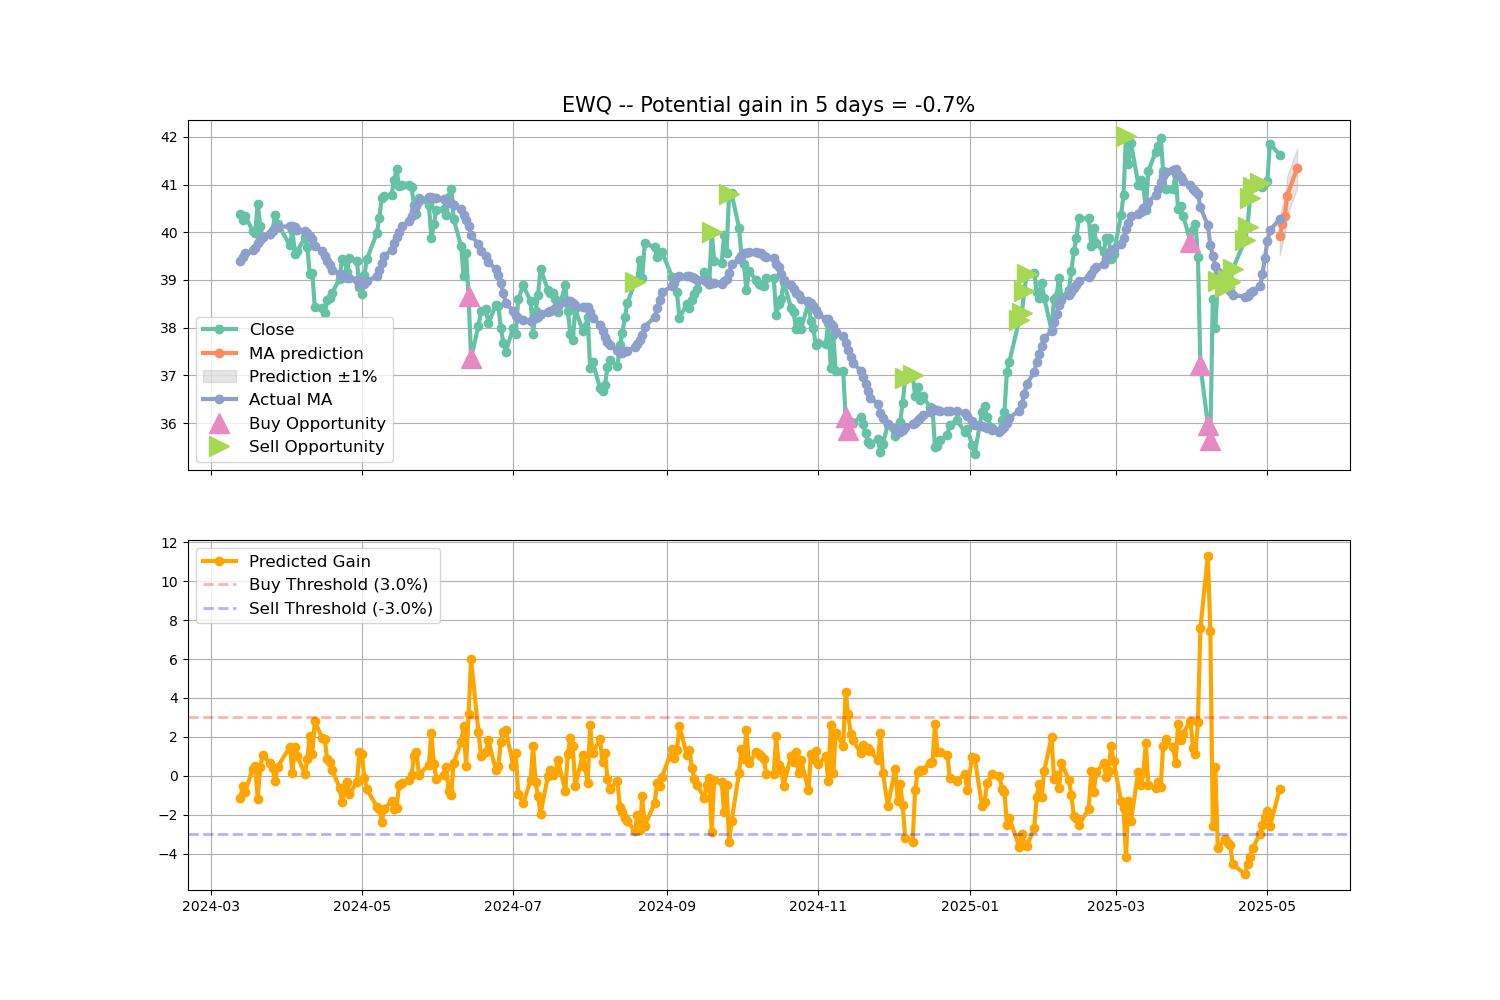 EWQ -- Potential gain in 5 days = -0.7%
42
41
40
39
38
37
36
Close
MA prediction
Prediction ±1%
Actual MA
Buy Opportunity
Sell Opportunity
12
10
8
6
4
2
0
−2
−4
Predicted Gain
Buy Threshold (3.0%)
Sell Threshold (-3.0%)
2024-03 2024-05 2024-07 2024-09 2024-11 2025-01 2025-03 2025-05